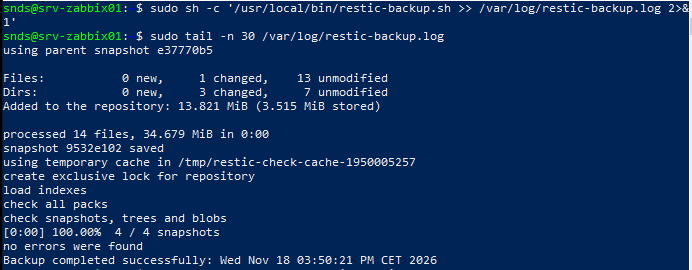 snds@srv-zabbix01:~$ sudo sh -c '/usr/local/bin/restic-backup.sh >> /var/log/restic-backup.log 2>&
1'
snds@srv-zabbix01:~$ sudo tail -n 30 /var/log/restic-backup.log
using parent snapshot e37770b5

Files:           0 new,     1 changed,    13 unmodified
Dirs:            0 new,     3 changed,     7 unmodified
Added to the repository: 13.821 MiB (3.515 MiB stored)

processed 14 files, 34.679 MiB in 0:00
snapshot 9532e102 saved
using temporary cache in /tmp/restic-check-cache-1950005257
create exclusive lock for repository
load indexes
check all packs
check snapshots, trees and blobs
[0:00] 100.00%  4 / 4 snapshots
no errors were found
Backup completed successfully: Wed Nov 18 03:50:21 PM CET 2026